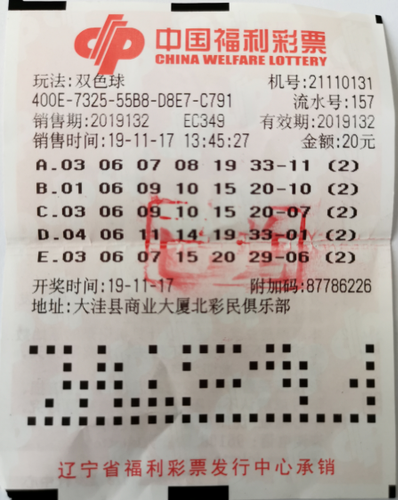 中国福利彩票
CHINA WELFARE LOTTERY
玩法:双色球 机号:21110131
400E-7325-55B8-D8E7-C791 流水号:157
销售期:2019132 EC349 有效期:2019132
销售时间:19-11-17 13:45:27 金额:20元
A.03 06 07 08 19 33-11 (2)
B.01 06 09 10 15 20-10 (2)
C.03 06 09 10 15 20-07 (2)
D.04 06 11 14 19 33-01 (2)
E.03 06 07 15 20 29-06 (2)
开奖时间:19-11-17 附加码:87786226
地址:大洼县商业大厦北彩民俱乐部
辽宁省福利彩票发行中心承销